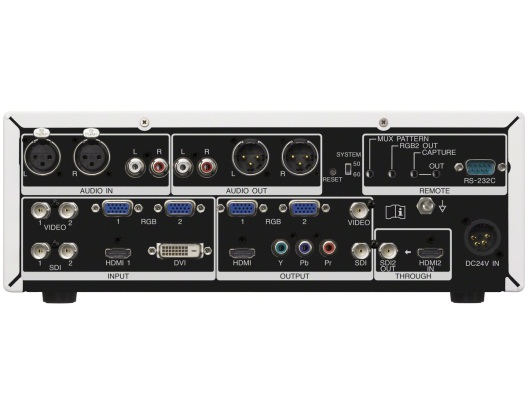 L R L R L R L R
AUDIO IN AUDIO OUT
SYSTEM
50
60
RESET
MUX PATTERN
RGB2 OUT
CAPTURE
OUT
RS-232C
REMOTE
1 VIDEO 2 1 RGB 2 1 RGB 2 VIDEO
1 SDI 2 HDMI 1 DVI HDMI Y Pb Pr SDI SDI2 OUT HDMI2 IN DC24V IN
INPUT OUTPUT THROUGH